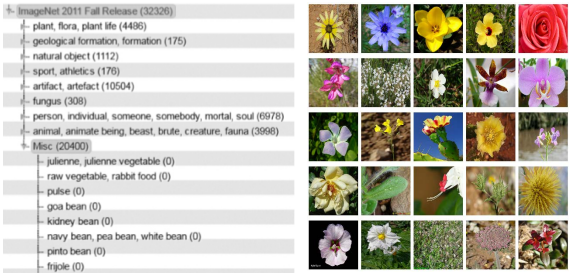 ImageNet 2011 Fall Release (32326)
plant, flora, plant life (4486)
geological formation, formation (175)
natural object (1112)
sport, athletics (176)
artifact, artefact (10504)
fungus (308)
person, individual, someone, somebody, mortal, soul (6978)
animal, animate being, beast, brute, creature, fauna (3998)
Misc (20400)
julienne, julienne vegetable (0)
raw vegetable, rabbit food (0)
pulse (0)
goa bean (0)
kidney bean (0)
navy bean, pea bean, white bean (0)
pinto bean (0)
frijole (0)